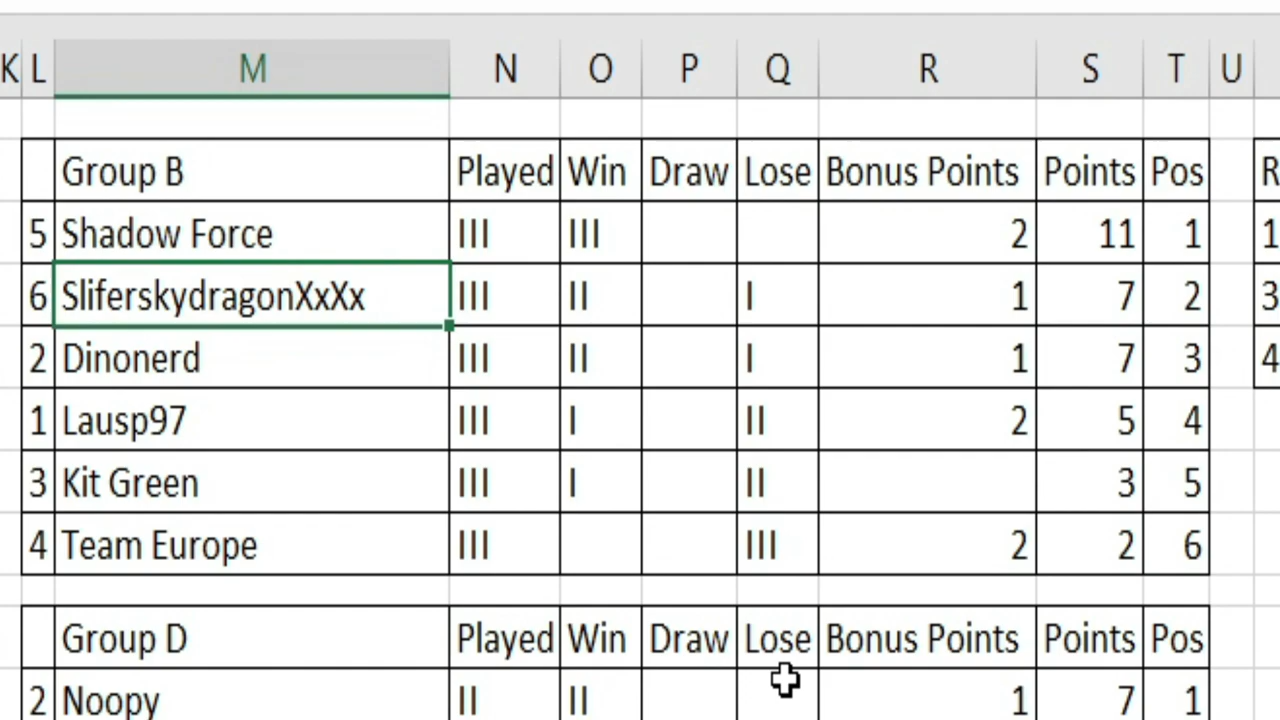 K L M N O P Q R S T U
Group B Played Win Draw Lose Bonus Points Points Pos R
5 Shadow Force III III 2 11 1 1
6 SliferskydragonXxXx III II I 1 7 2 3
2 Dinonerd III II I 1 7 3 4
1 Lausp97 III I II 2 5 4
3 Kit Green III I II 3 5
4 Team Europe III III 2 2 6
Group D Played Win Draw Lose Bonus Points Points Pos
2 Noopy II II 1 7 1